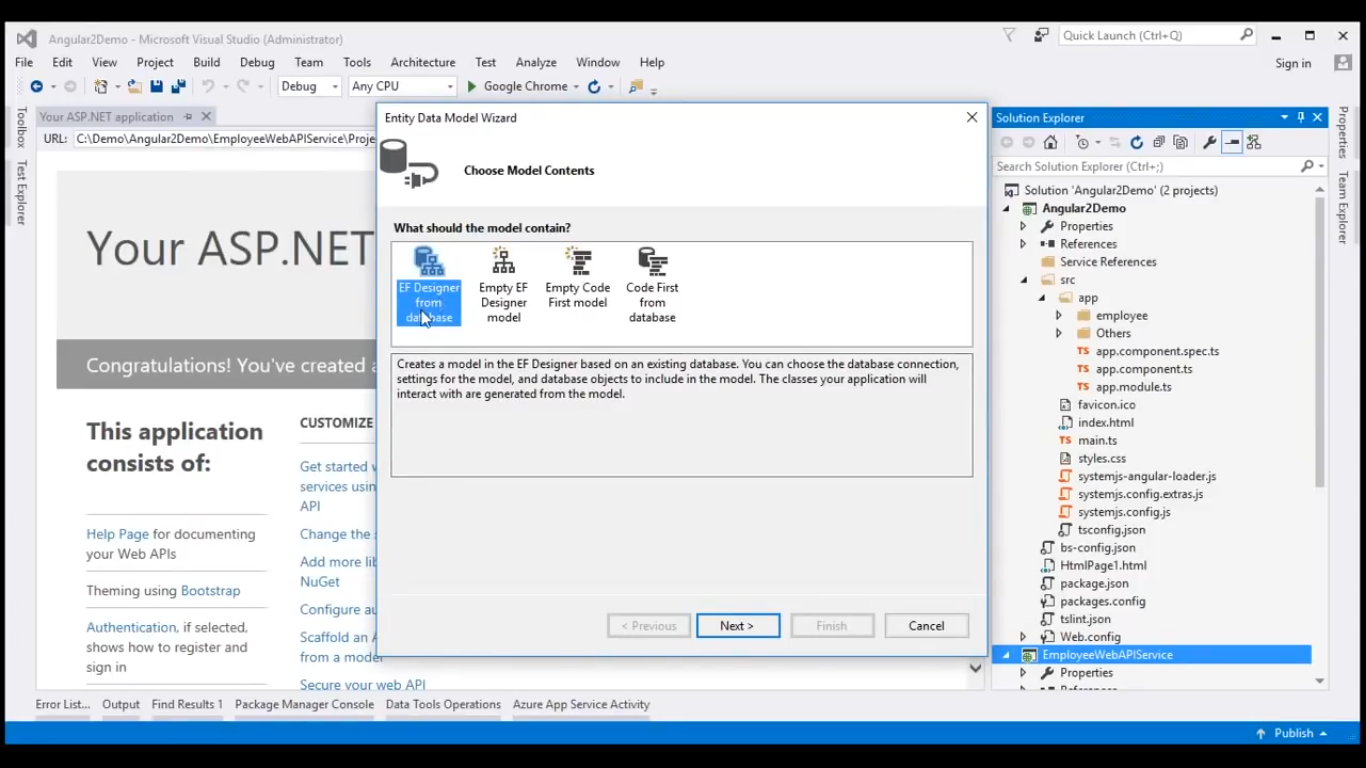 Angular2Demo - Microsoft Visual Studio (Administrator)
Quick Launch (Ctrl+Q)
File Edit View Project Build Debug Team Tools Architecture Test Analyze Window Help
Sign in
Debug Any CPU Google Chrome
Toolbox
Test Explorer
Your ASP.NET application
URL: C:\Demo\Angular2Demo\EmployeeWebAPIService\Proje
Your ASP.NET
Congratulations! You've created a
This application
consists of:
Help Page for documenting
your Web APIs
Theming using Bootstrap
Authentication, if selected,
shows how to register and
sign in
CUSTOMIZE
Get started w
services using
API
Change the
Add more lib
NuGet
Configure au
Scaffold an A
from a model
Secure your web API
Entity Data Model Wizard
Choose Model Contents
What should the model contain?
EF Designer
from
database
Empty EF
Designer
model
Empty Code
First model
Code First
from
database
Creates a model in the EF Designer based on an existing database. You can choose the database connection,
settings for the model, and database objects to include in the model. The classes your application will
interact with are generated from the model.
< Previous
Next >
Finish
Cancel
Solution Explorer
Search Solution Explorer (Ctrl+;)
Solution 'Angular2Demo' (2 projects)
Angular2Demo
Properties
References
Service References
src
app
employee
Others
TS app.component.spec.ts
TS app.component.ts
TS app.module.ts
favicon.ico
index.html
TS main.ts
styles.css
systemjs-angular-loader.js
systemjs.config.extras.js
systemjs.config.js
tsconfig.json
bs-config.json
HtmlPage1.html
package.json
packages.config
tslint.json
Web.config
EmployeeWebAPIService
Properties
References
Properties
Team Explorer
Error List... Output Find Results 1 Package Manager Console Data Tools Operations Azure App Service Activity
Publish